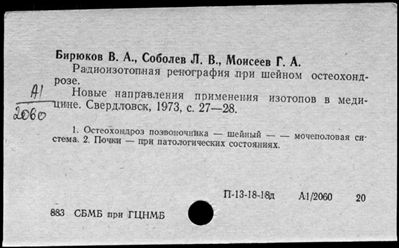 Бирюков В. А., Соболев Л. В., Моисеев Г. А.
Радиоизотопная ренография при шейном остеохонд-
розе.
Новые направления применения изотопов в меди-
цине. Свердловск, 1973, с. 27—28.
А1
2060
1. Остеохондроз позвоночника — шейный — — мочеполовая си-
стема. 2. Почки — при патологических состояниях.
П-13-18-18д А1/2060 20
883 СБМБ при ГЦНМБ